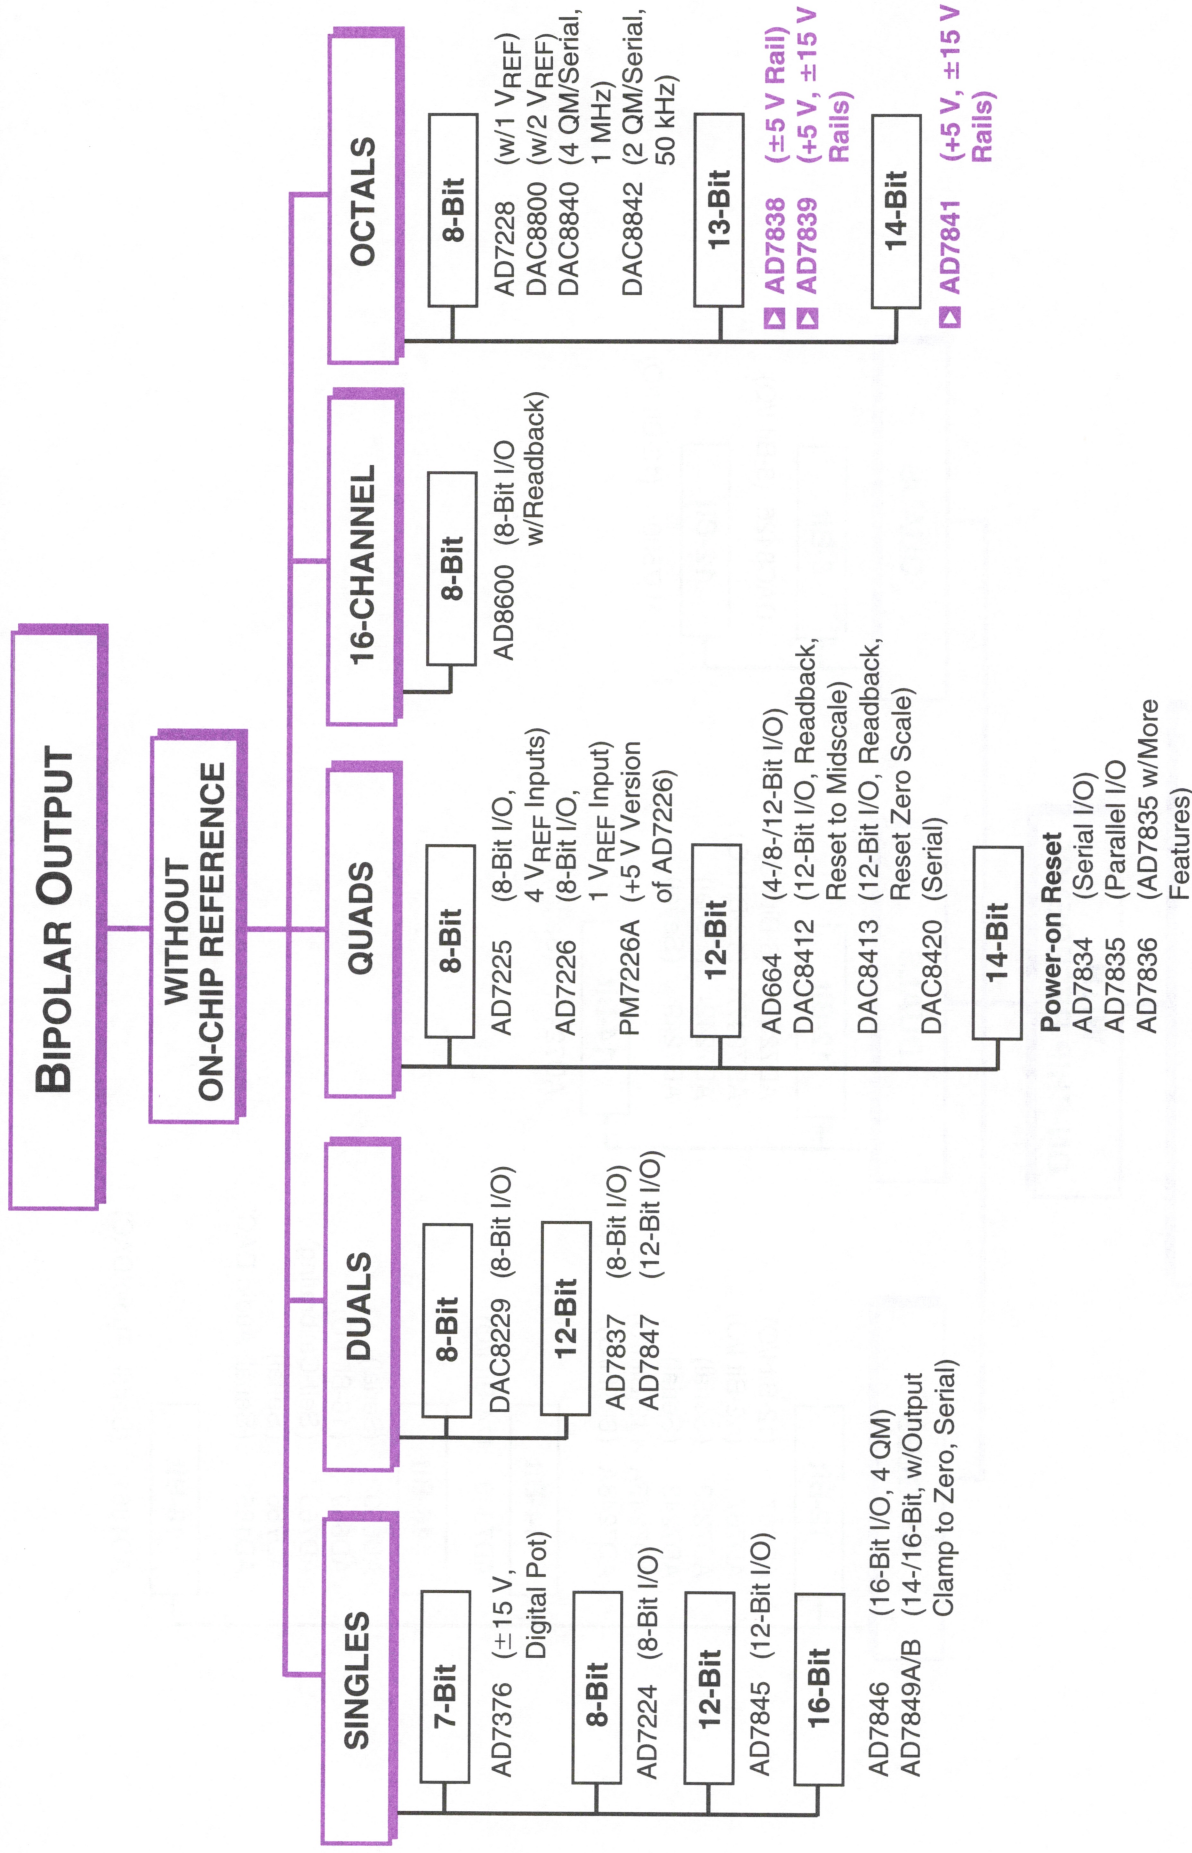 BIPOLAR OUTPUT
WITHOUT
ON-CHIP REFERENCE
SINGLES
7-Bit
AD7376 (±15 V,
Digital Pot)
8-Bit
AD7224 (8-Bit I/O)
12-Bit
AD7845 (12-Bit I/O)
16-Bit
AD7846 (16-Bit I/O, 4 QM)
AD7849A/B (14-/16-Bit, w/Output
Clamp to Zero, Serial)
DUALS
8-Bit
DAC8229 (8-Bit I/O)
12-Bit
AD7837 (8-Bit I/O)
AD7847 (12-Bit I/O)
QUADS
8-Bit
AD7225 (8-Bit I/O,
4 VREF Inputs)
AD7226 (8-Bit I/O,
1 VREF Input)
PM7226A (+5 V Version
of AD7226)
12-Bit
AD664 (4-/8-/12-Bit I/O)
DAC8412 (12-Bit I/O, Readback,
Reset to Midscale)
DAC8413 (12-Bit I/O, Readback,
Reset Zero Scale)
DAC8420 (Serial)
14-Bit
Power-on Reset
AD7834 (Serial I/O)
AD7835 (Parallel I/O
AD7836 (AD7835 w/More
Features)
16-CHANNEL
8-Bit
AD8600 (8-Bit I/O
w/Readback)
OCTALS
8-Bit
AD7228 (w/1 VREF)
DAC8800 (w/2 VREF)
DAC8840 (4 QM/Serial,
1 MHz)
DAC8842 (2 QM/Serial,
50 kHz)
13-Bit
AD7838 (±5 V Rail)
AD7839 (+5 V, ±15 V
Rails)
14-Bit
AD7841 (+5 V, ±15 V
Rails)